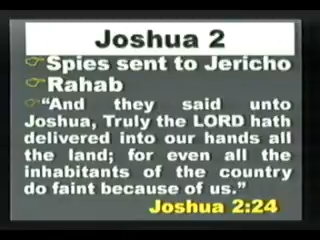 Joshua 2
Spies sent to Jericho
Rahab
“And they said unto
Joshua, Truly the LORD hath
delivered into our hands all
the land; for even all the
inhabitants of the country
do faint because of us.”
Joshua 2:24